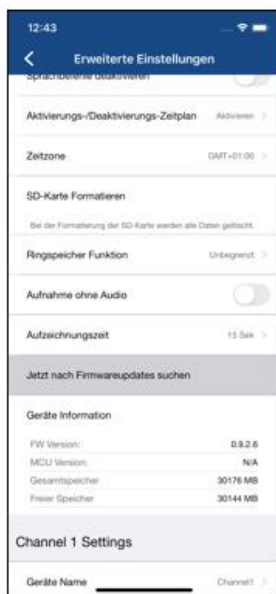 12:43
Erweiterte Einstellungen
Sprachbefehle deaktivieren
Aktivierungs-/Deaktivierungs-Zeitplan Aktivieren
Zeitzone GMT+01:00
SD-Karte Formatieren
Bei der Formatierung der SD-Karte werden alle Daten gelöscht.
Ringspeicher Funktion Unbegrenzt
Aufnahme ohne Audio
Aufzeichnungszeit 15 Sek
Jetzt nach Firmwareupdates suchen
Geräte Information
FW Version: 0.9.2.6
MCU Version: N/A
Gesamtspeicher 30176 MB
Freier Speicher 30144 MB
Channel 1 Settings
Geräte Name Channel1